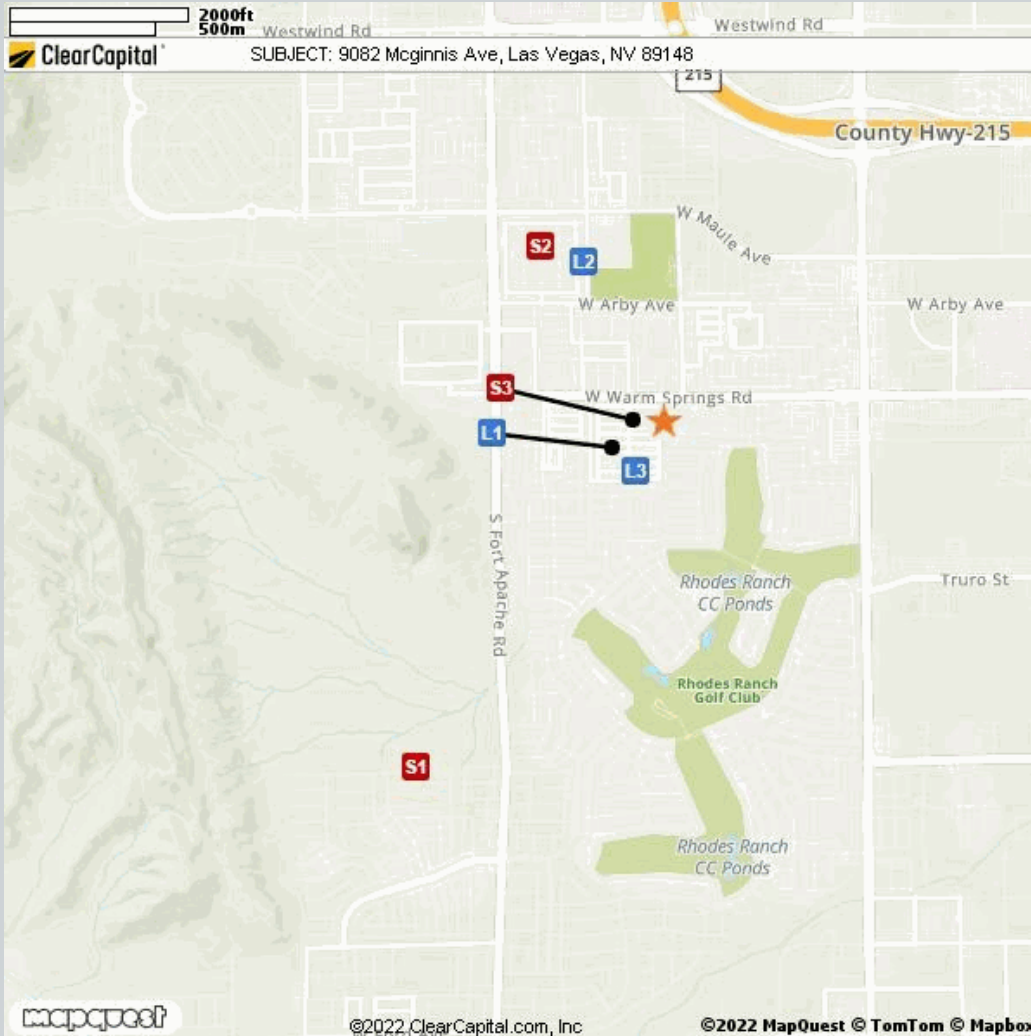 2000ft
500m
Westwind Rd
Westwind Rd
ClearCapital
SUBJECT: 9082 Mcginnis Ave, Las Vegas, NV 89148
215
County Hwy-215
W Maule Ave
S2
L2
W Arby Ave
W Arby Ave
S3
W Warm Springs Rd
L1
L3
S Fort Apache Rd
Rhodes Ranch
CC Ponds
Truro St
Rhodes Ranch
Golf Club
S1
Rhodes Ranch
CC Ponds
mapquest
©2022 ClearCapital.com, Inc
©2022 MapQuest © TomTom © Mapbox